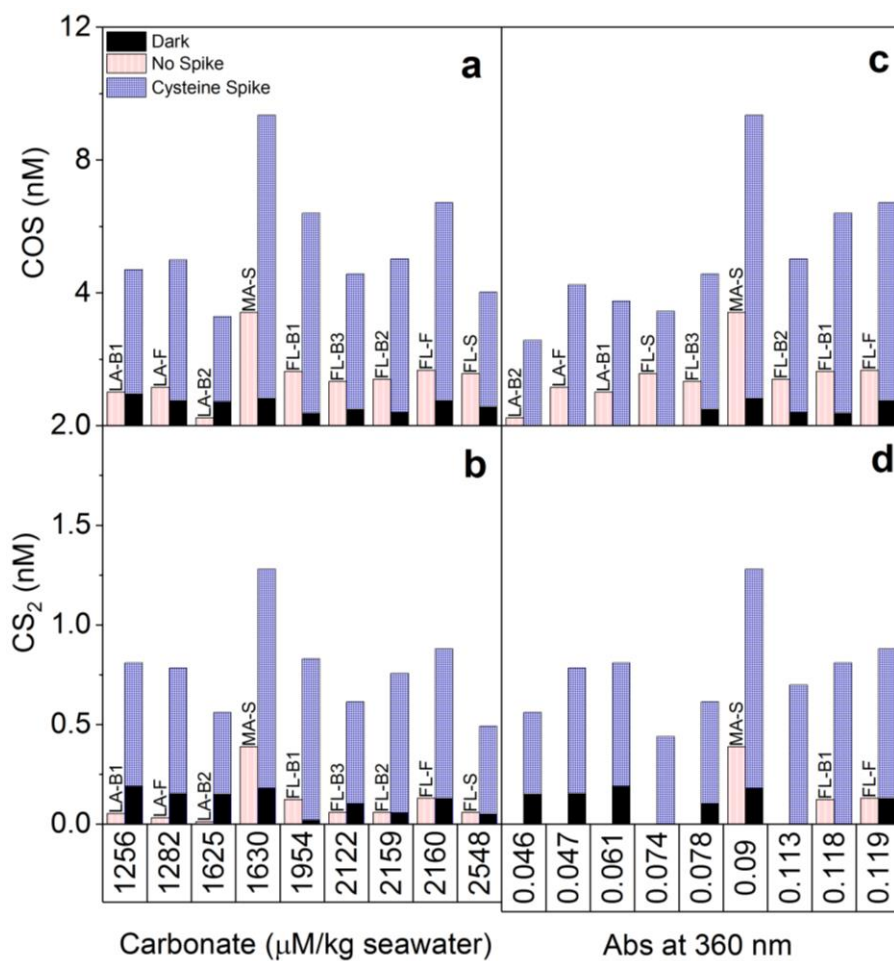 Dark
No Spike
Cysteine Spike
a
c
12
8
4
2.0
COS (nM)
LA-B1
LA-F
LA-B2
MA-S
FL-B1
FL-B3
FL-B2
FL-F
FL-S
LA-B2
LA-F
LA-B1
FL-S
FL-B3
MA-S
FL-B2
FL-B1
FL-F
b
d
1.5
1.0
0.5
0.0
CS₂ (nM)
LA-B1
LA-F
LA-B2
MA-S
FL-B1
FL-B3
FL-B2
FL-F
FL-S
MA-S
FL-B1
FL-F
1256
1282
1625
1630
1954
2122
2159
2160
2548
0.046
0.047
0.061
0.074
0.078
0.09
0.113
0.118
0.119
Carbonate (µM/kg seawater)
Abs at 360 nm